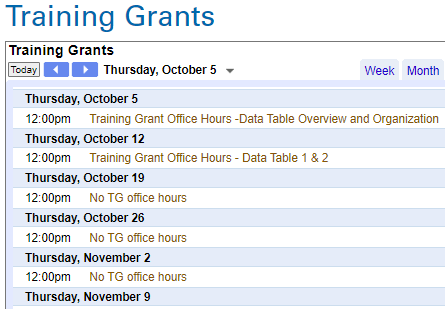 Training Grants
Training Grants
Today Thursday, October 5 Week Month
Thursday, October 5
12:00pm Training Grant Office Hours -Data Table Overview and Organization
Thursday, October 12
12:00pm Training Grant Office Hours - Data Table 1 & 2
Thursday, October 19
12:00pm No TG office hours
Thursday, October 26
12:00pm No TG office hours
Thursday, November 2
12:00pm No TG office hours
Thursday, November 9